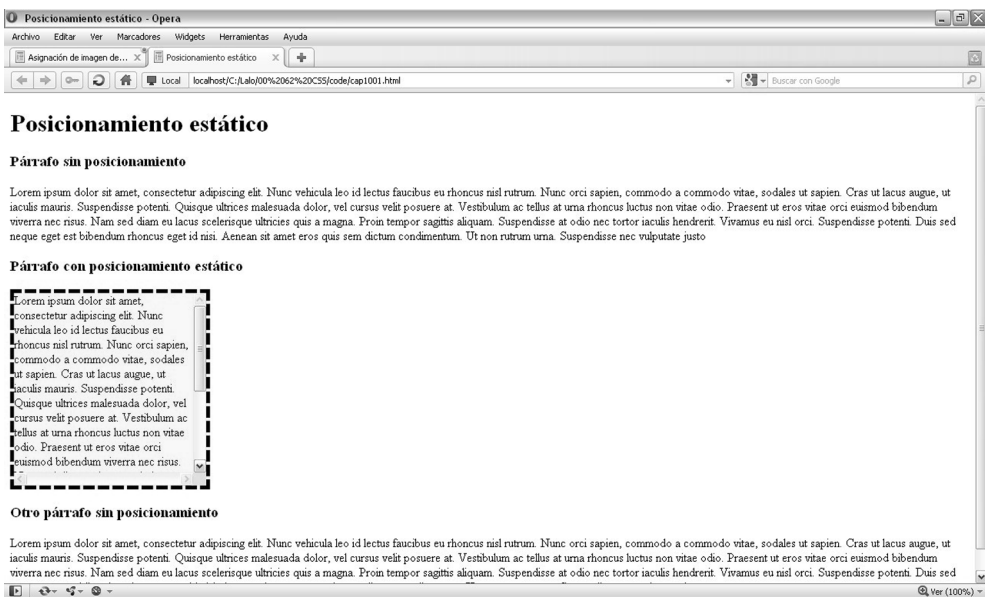 Posicionamiento estático - Opera
Archivo Editar Ver Marcadores Widgets Herramientas Ayuda
Asignación de imagen de... Posicionamiento estático
Local localhost/C:/Lalo/00%2062%20CSS/code/cap1001.html Buscar con Google
Posicionamiento estático
Párrafo sin posicionamiento
Lorem ipsum dolor sit amet, consectetur adipiscing elit. Nunc vehicula leo id lectus faucibus eu rhoncus nisl rutrum. Nunc orci sapien, commodo a commodo vitae, sodales ut sapien. Cras ut lacus augue, ut
iaculis mauris. Suspendisse potenti. Quisque ultrices malesuada dolor, vel cursus velit posuere at. Vestibulum ac tellus at urna rhoncus luctus non vitae odio. Praesent ut eros vitae orci euismod bibendum
viverra nec risus. Nam sed diam eu lacus scelerisque ultricies quis a magna. Proin tempor sagittis aliquam. Suspendisse at odio nec tortor iaculis hendrerit. Vivamus eu nisl orci. Suspendisse potenti. Duis sed
neque eget est bibendum rhoncus eget id nisi. Aenean sit amet eros quis sem dictum condimentum. Ut non rutrum urna. Suspendisse nec vulputate justo
Párrafo con posicionamiento estático
Lorem ipsum dolor sit amet,
consectetur adipiscing elit. Nunc
vehicula leo id lectus faucibus eu
rhoncus nisl rutrum. Nunc orci sapien,
commodo a commodo vitae, sodales
ut sapien. Cras ut lacus augue, ut
iaculis mauris. Suspendisse potenti.
Quisque ultrices malesuada dolor, vel
cursus velit posuere at. Vestibulum ac
tellus at urna rhoncus luctus non vitae
odio. Praesent ut eros vitae orci
euismod bibendum viverra nec risus.
Otro párrafo sin posicionamiento
Lorem ipsum dolor sit amet, consectetur adipiscing elit. Nunc vehicula leo id lectus faucibus eu rhoncus nisl rutrum. Nunc orci sapien, commodo a commodo vitae, sodales ut sapien. Cras ut lacus augue, ut
iaculis mauris. Suspendisse potenti. Quisque ultrices malesuada dolor, vel cursus velit posuere at. Vestibulum ac tellus at urna rhoncus luctus non vitae odio. Praesent ut eros vitae orci euismod bibendum
viverra nec risus. Nam sed diam eu lacus scelerisque ultricies quis a magna. Proin tempor sagittis aliquam. Suspendisse at odio nec tortor iaculis hendrerit. Vivamus eu nisl orci. Suspendisse potenti. Duis sed
Ver (100%)